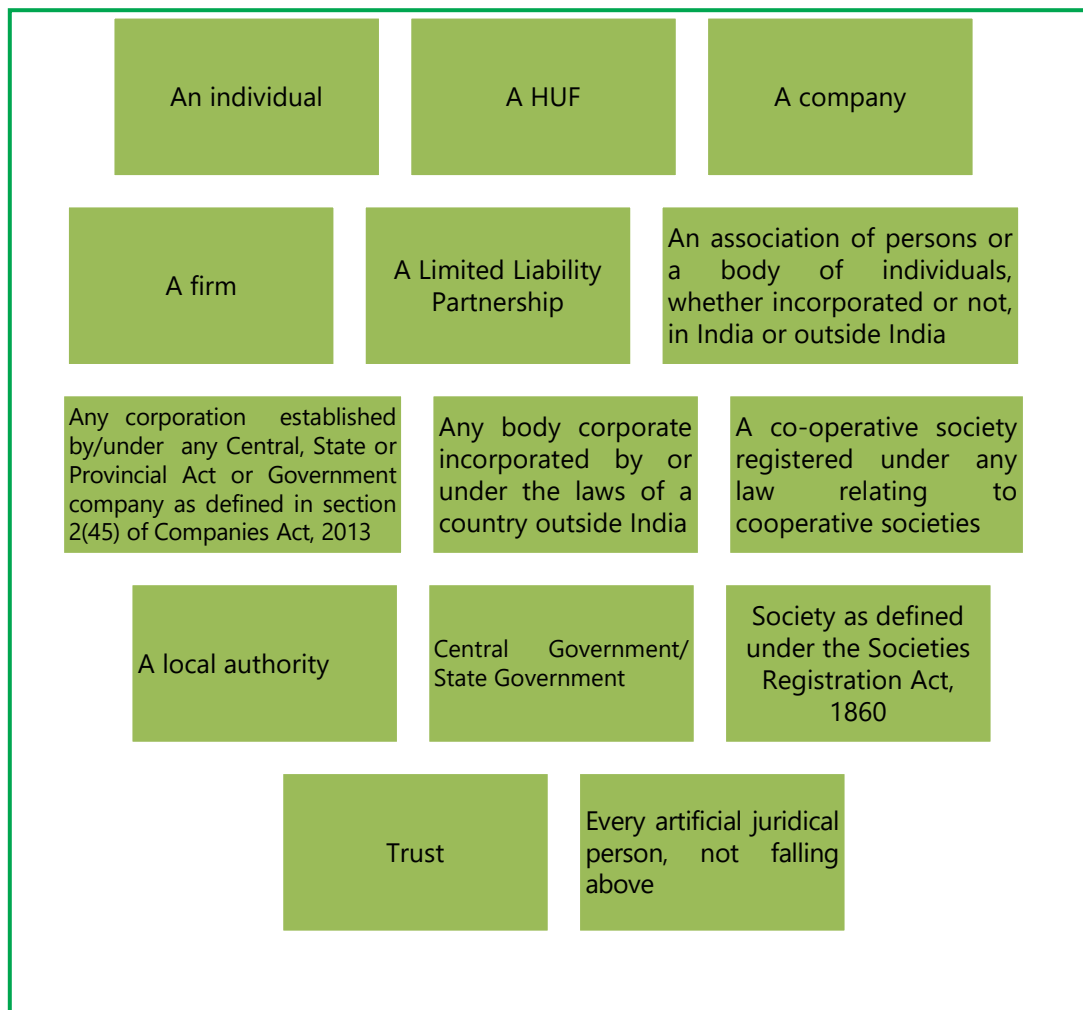 An individual
A HUF
A company
A firm
A Limited Liability
Partnership
An association of persons or
a body of individuals,
whether incorporated or not,
in India or outside India
Any corporation established
by/under any Central, State or
Provincial Act or Government
company as defined in section
2(45) of Companies Act, 2013
Any body corporate
incorporated by or
under the laws of a
country outside India
A co-operative society
registered under any
law relating to
cooperative societies
A local authority
Central Government/
State Government
Society as defined
under the Societies
Registration Act,
1860
Trust
Every artificial juridical
person, not falling
above